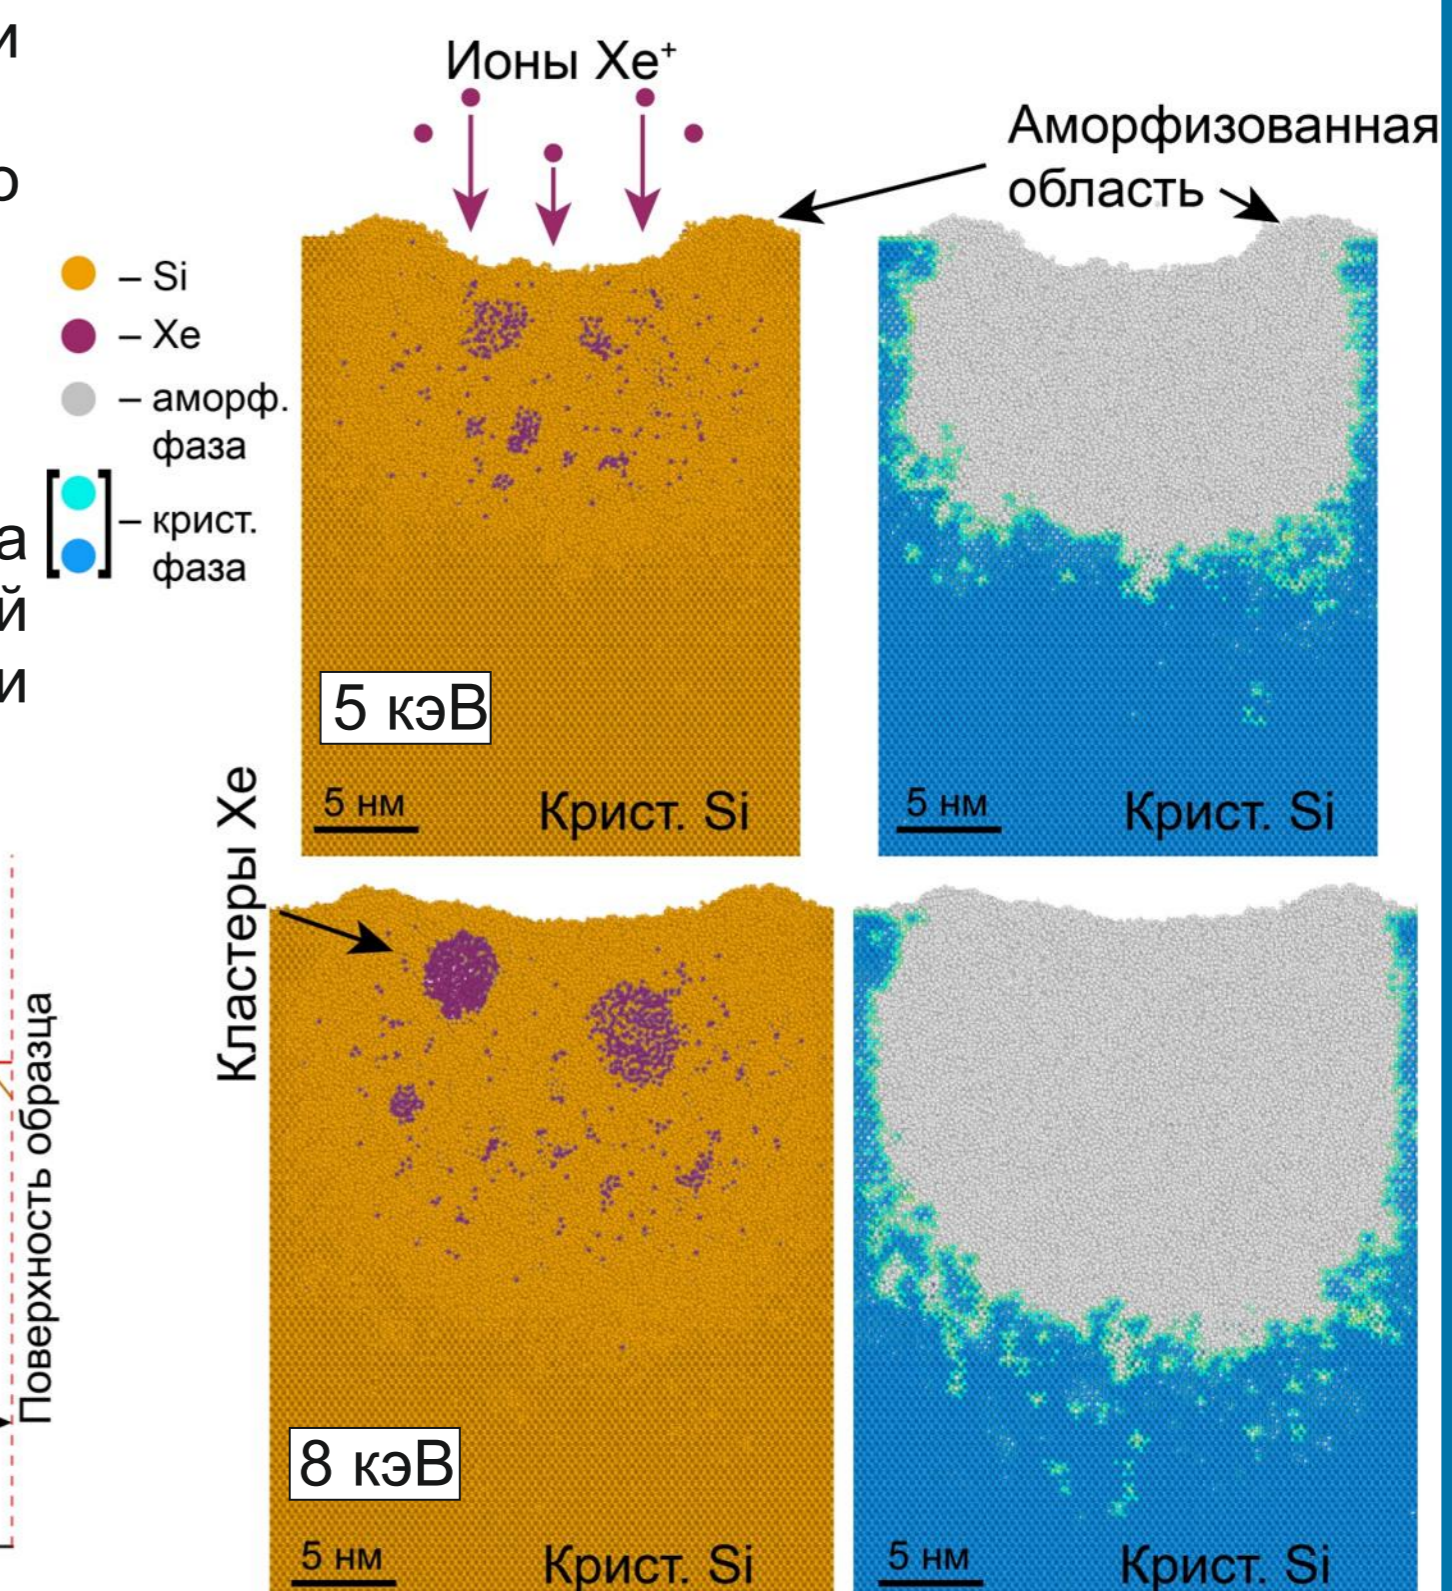 и
о
а
й
и
Ионы Xe⁺
Аморфизованная
область
– Si
– Xe
– аморф.
фаза
– крист.
фаза
5 кэВ
5 нм
Крист. Si
5 нм
Крист. Si
Кластеры Xe
Поверхность образца
8 кэВ
5 нм
Крист. Si
5 нм
Крист. Si